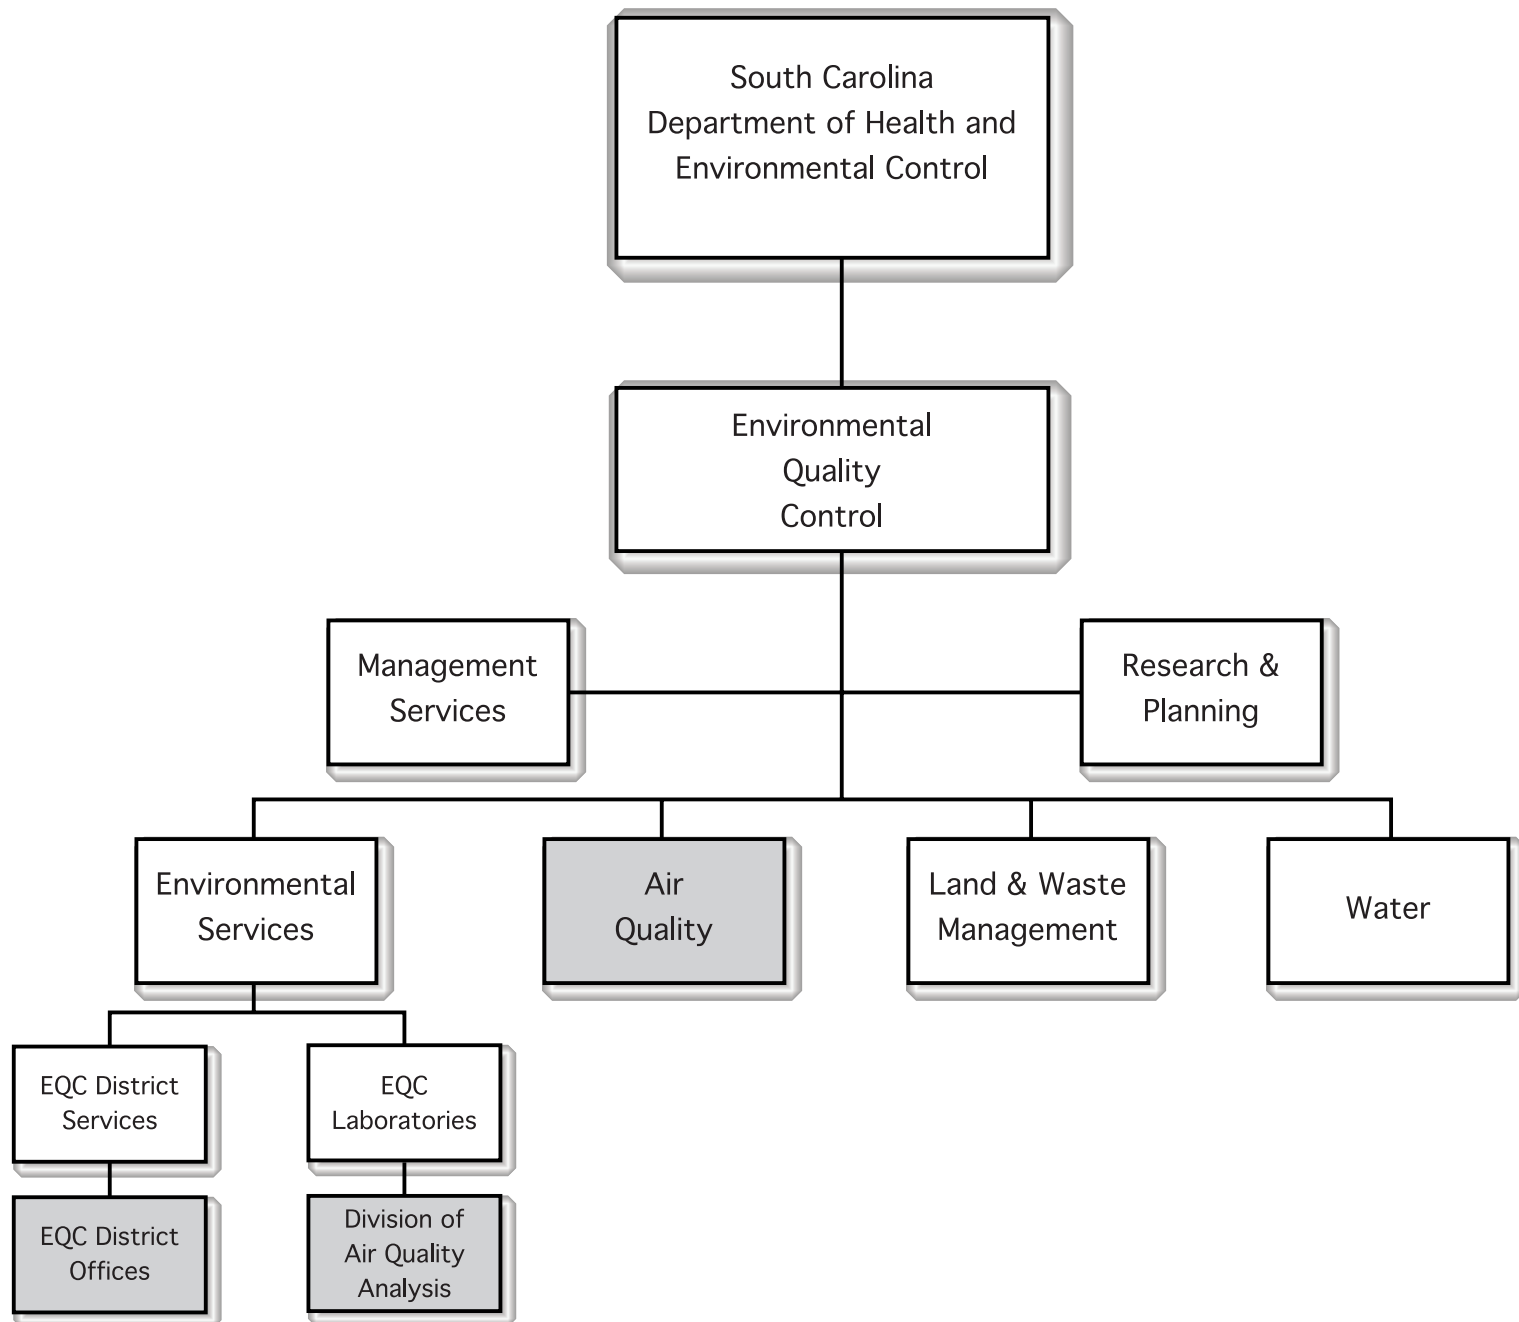 South Carolina
Department of Health and
Environmental Control
Environmental
Quality
Control
Management
Services
Research &
Planning
Environmental
Services
Air
Quality
Land & Waste
Management
Water
EQC District
Services
EQC
Laboratories
EQC District
Offices
Division of
Air Quality
Analysis